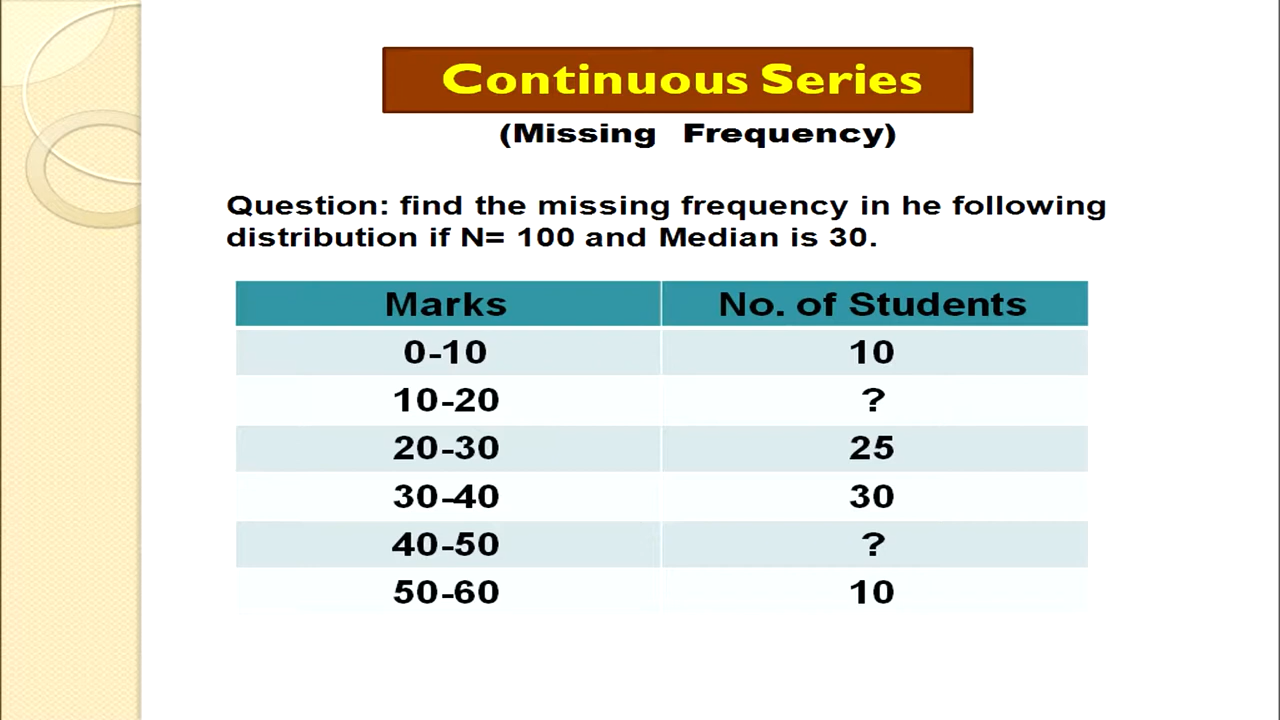 Continuous Series
(Missing Frequency)
Question: find the missing frequency in he following
distribution if N= 100 and Median is 30.
Marks No. of Students
0-10 10
10-20 ?
20-30 25
30-40 30
40-50 ?
50-60 10